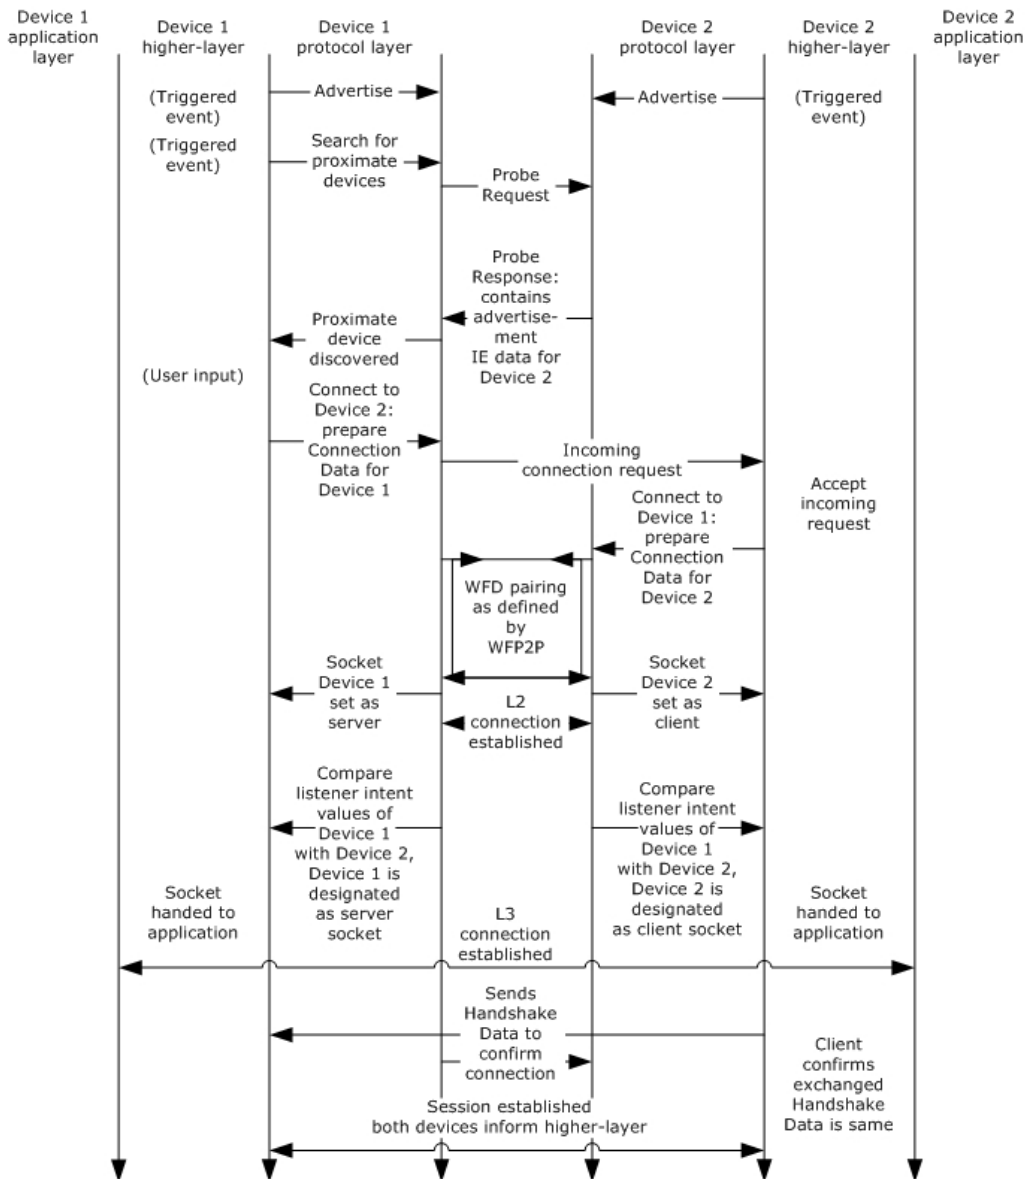 Device 1
application
layer
Device 1
higher-layer
Device 1
protocol layer
Device 2
protocol layer
Device 2
higher-layer
Device 2
application
layer
(Triggered
event)
Advertise
Advertise
(Triggered
event)
(Triggered
event)
Search for
proximate
devices
Probe
Request
Probe
Response:
contains
advertise-
ment
IE data for
Device 2
Proximate
device
discovered
(User input)
Connect to
Device 2:
prepare
Connection
Data for
Device 1
Incoming
connection request
Accept
incoming
request
Connect to
Device 1:
prepare
Connection
Data for
Device 2
WFD pairing
as defined
by
WFP2P
Socket
Device 1
set as
server
Socket
Device 2
set as
client
L2
connection
established
Compare
listener intent
values of
Device 1
with Device 2,
Device 1 is
designated
as server
socket
Compare
listener intent
values of
Device 1
with Device 2,
Device 2 is
designated
as client socket
Socket
handed to
application
L3
connection
established
Socket
handed to
application
Sends
Handshake
Data to
confirm
connection
Client
confirms
exchanged
Handshake
Data is same
Session established
both devices inform higher-layer